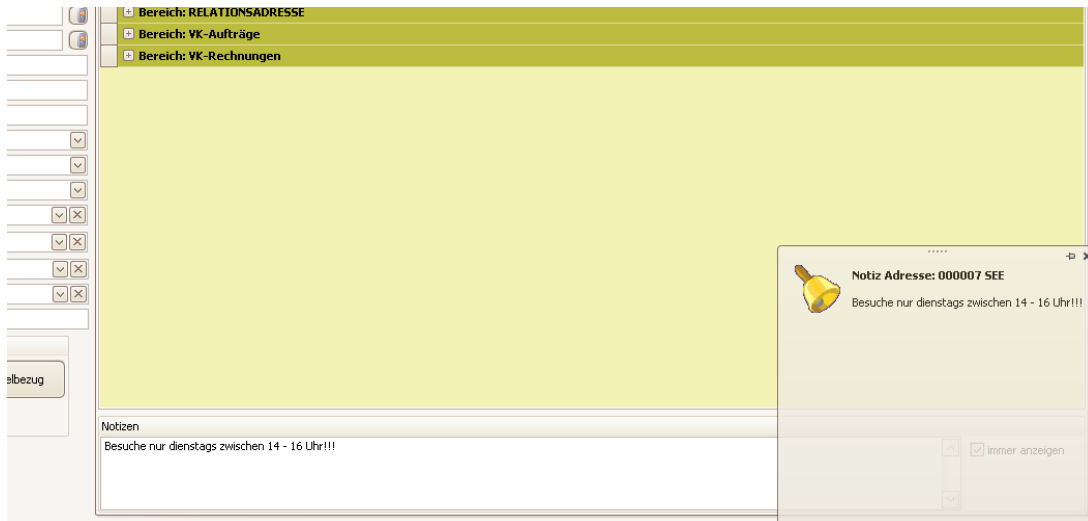 Bereich: RELATIONSADRESSE
Bereich: VK-Aufträge
Bereich: VK-Rechnungen
Notiz Adresse: 000007 SEE
Besuche nur dienstags zwischen 14 - 16 Uhr!!!
elbezug
Notizen
Besuche nur dienstags zwischen 14 - 16 Uhr!!!
immer anzeigen